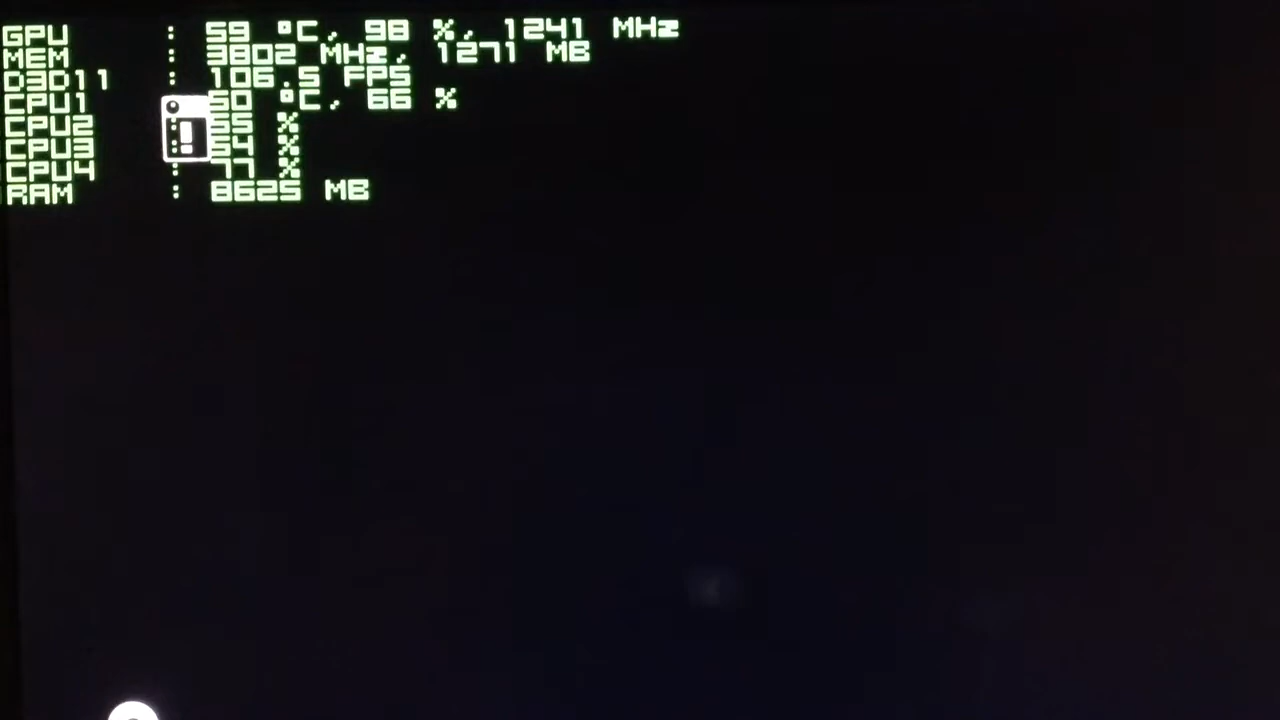 GPU : 59 °C, 98 %, 1241 MHz
MEM : 3802 MHz, 1271 MB
D3D11 : 106.5 FPS
CPU1 : 50 °C, 66 %
CPU2 : 55 %
CPU3 : 54 %
CPU4 : 77 %
RAM : 8625 MB